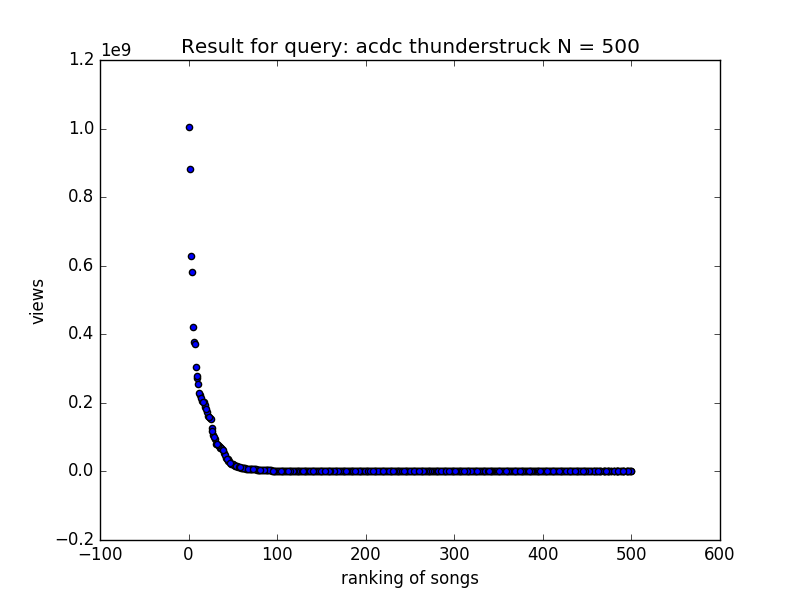 Result for query: acdc thunderstruck N = 500
1e9
1.2
1.0
0.8
0.6
0.4
0.2
0.0
−0.2
views
−100 0 100 200 300 400 500 600
ranking of songs